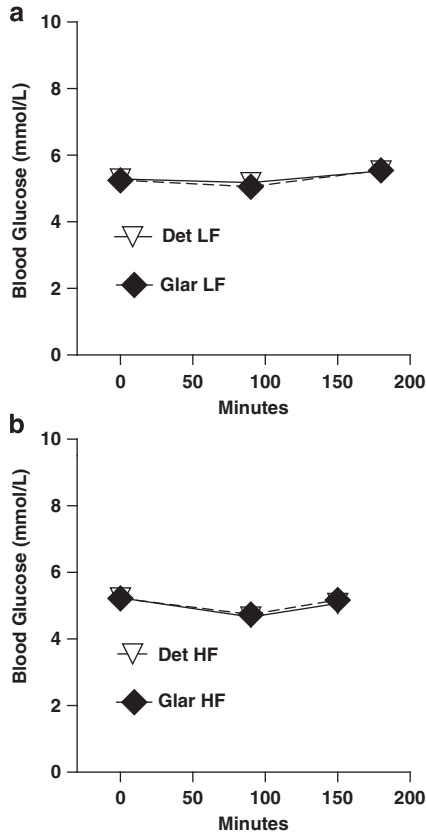 a
10
8
6
4
2
0
Blood Glucose (mmol/L)
Det LF
Glar LF
0 50 100 150 200
Minutes
b
10
8
6
4
2
0
Blood Glucose (mmol/L)
Det HF
Glar HF
0 50 100 150 200
Minutes